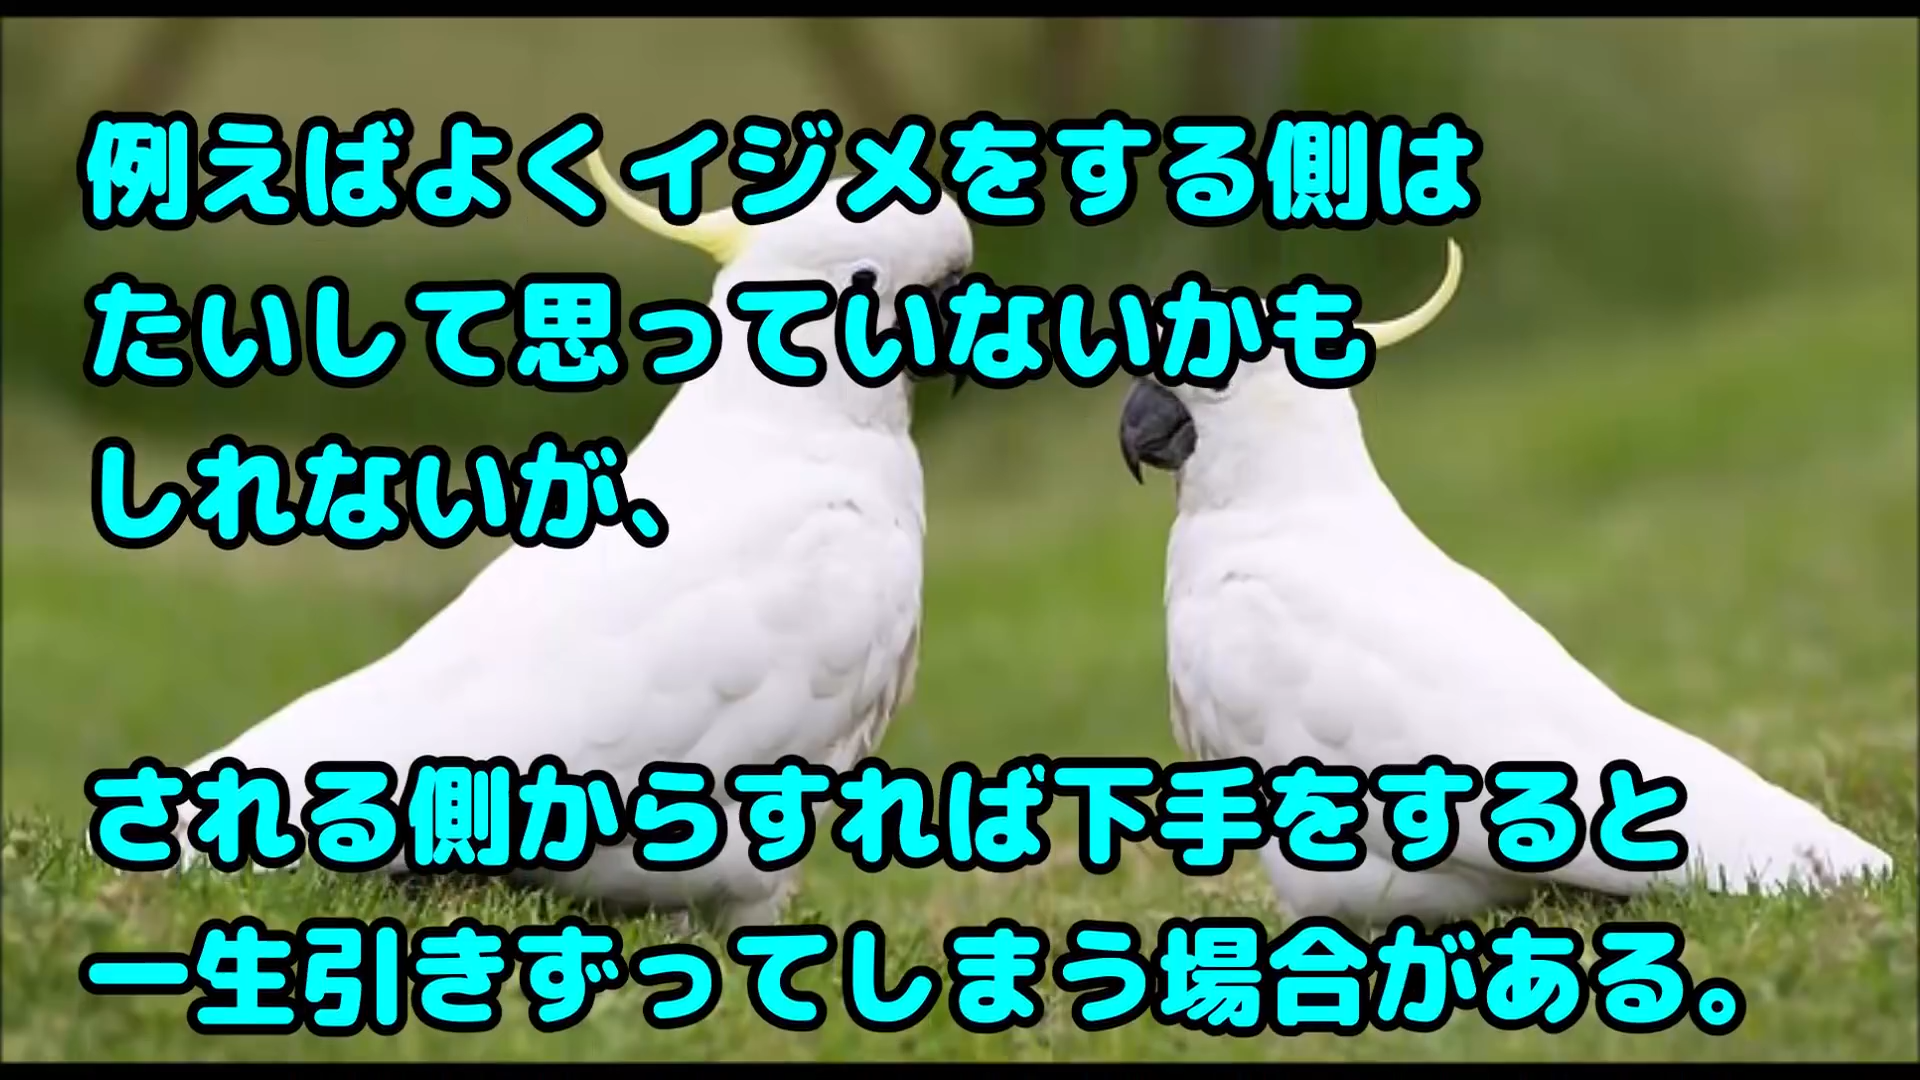 例えばよくイジメをする側は
たいして思っていないかも
しれないが、
される側からすれば下手をすると
一生引きずってしまう場合がある。